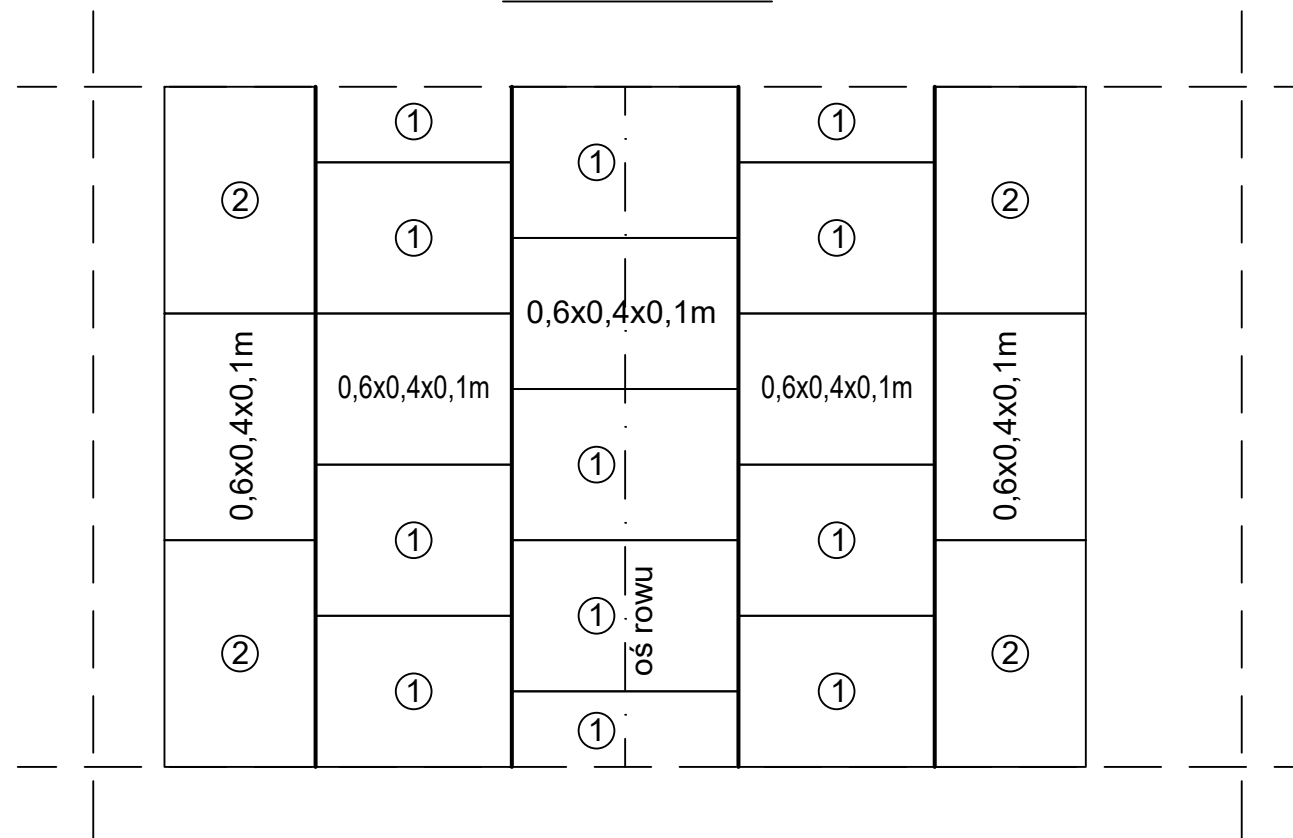 ①
①
①
②
①
①
②
0,6x0,4x0,1m
0,6x0,4x0,1m
0,6x0,4x0,1m
0,6x0,4x0,1m
0,6x0,4x0,1m
①
①
①
①
oś rowu
②
②
①
①
①